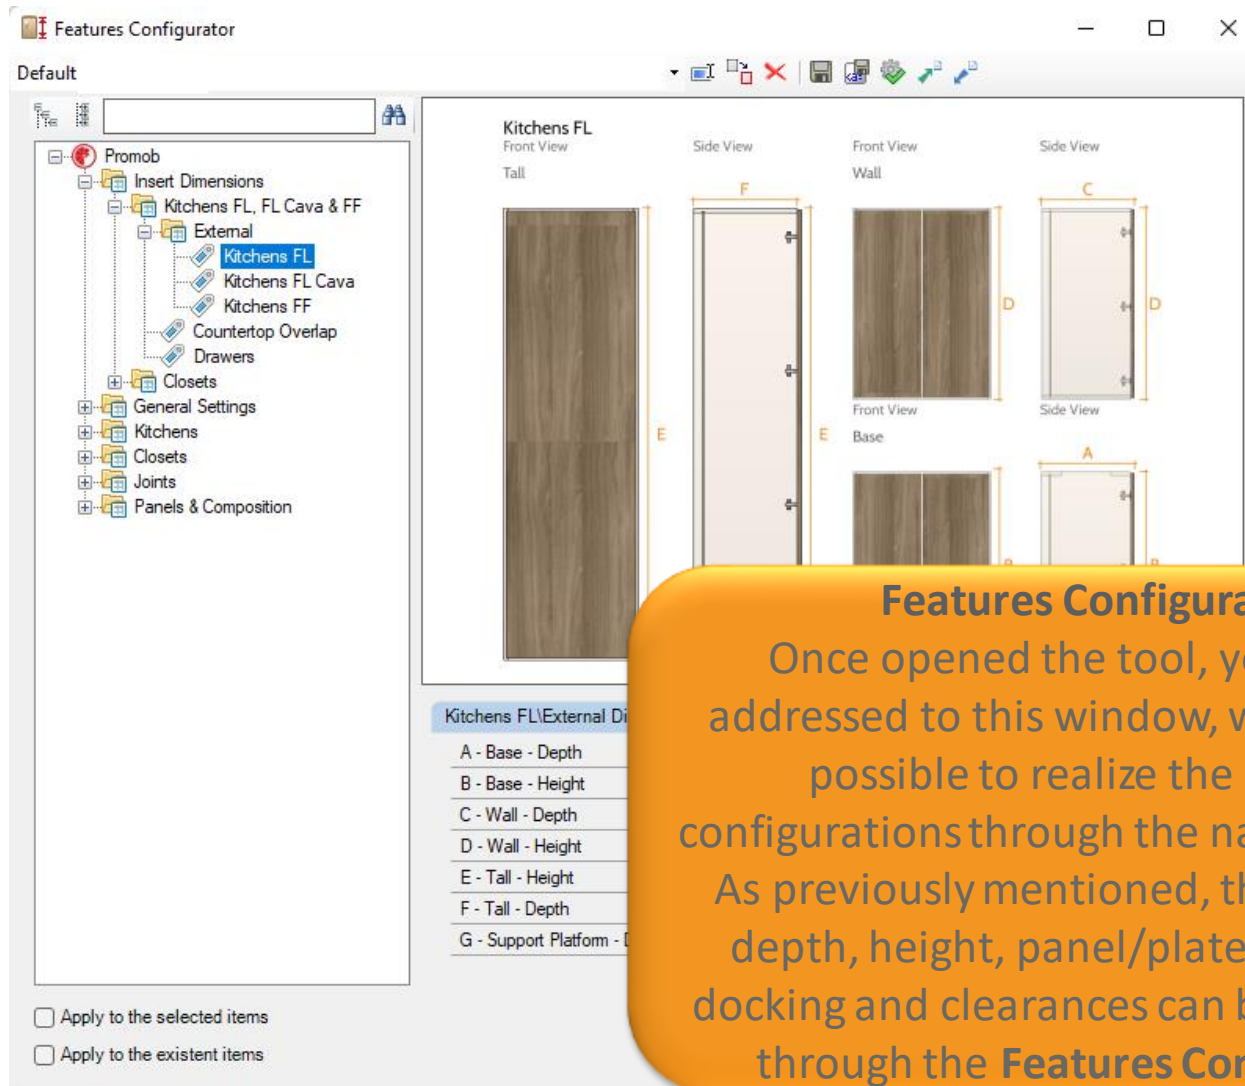 Features Configurator
Default
Promob
Insert Dimensions
Kitchens FL, FL Cava & FF
External
Kitchens FL
Kitchens FL Cava
Kitchens FF
Countertop Overlap
Drawers
Closets
General Settings
Kitchens
Closets
Joints
Panels & Composition
Apply to the selected items
Apply to the existent items
Kitchens FL
Front View
Side View
Front View
Side View
Tall
Wall
F
C
D
D
Front View
Side View
E
E
Base
A
Kitchens FL\External
A - Base - Depth
B - Base - Height
C - Wall - Depth
D - Wall - Height
E - Tall - Height
F - Tall - Depth
G - Support Platform -
Features
Once opened the tool,
addressed to this window,
possible to realize the
configurations through the
As previously mentioned,
depth, height, panel/plate
docking and clearances can
through the Features